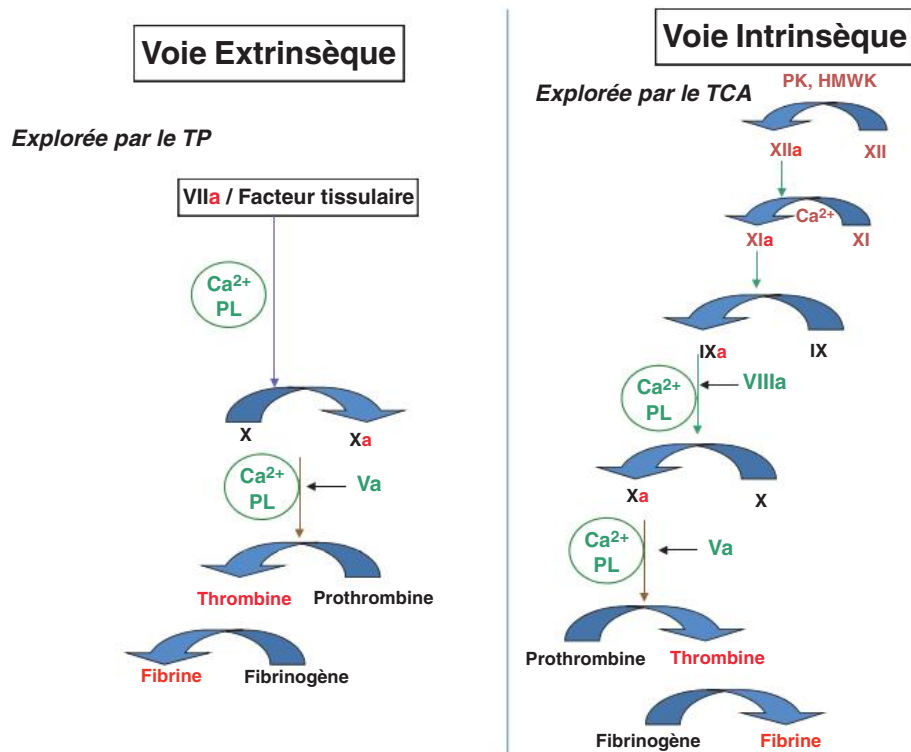 Voie Extrinsèque
Explorée par le TP
VIIa / Facteur tissulaire
Ca2+
PL
X
Xa
Ca2+
PL
Va
Thrombine
Prothrombine
Fibrine
Fibrinogène
Voie Intrinsèque
PK, HMWK
Explorée par le TCA
XIIa
XII
Ca2+
XIa
XI
IXa
IX
Ca2+
PL
VIIIa
Xa
X
Ca2+
PL
Va
Prothrombine
Thrombine
Fibrinogène
Fibrine